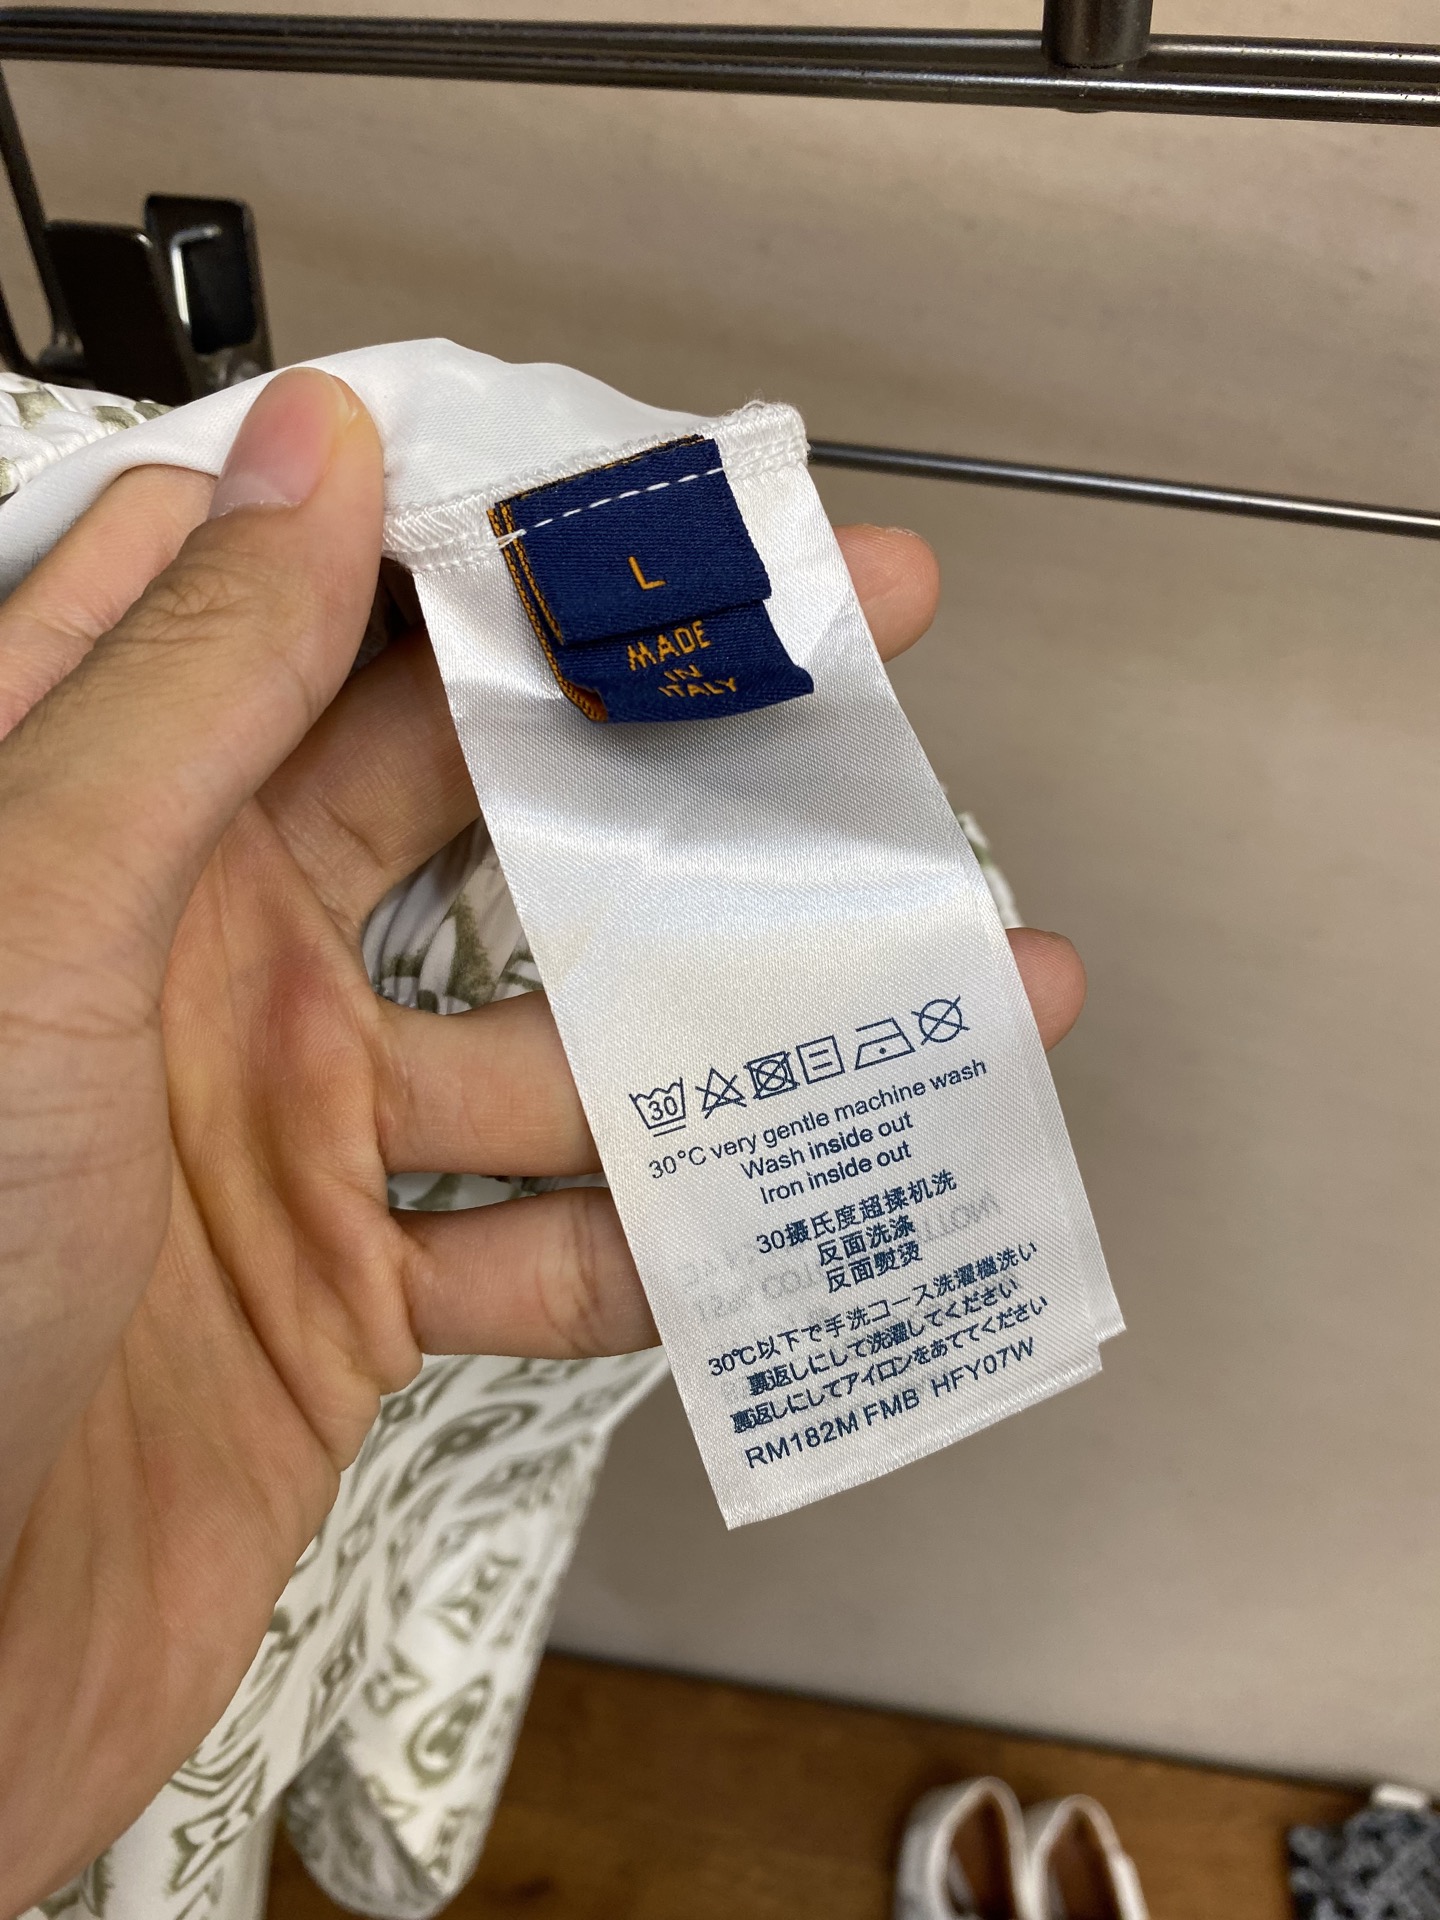 L
MADE
IN
ITALY
30
30°C very gentle machine wash
Wash inside out
Iron inside out
30摄氏度超揉机洗
反面洗涤
反面熨烫
30℃以下で手洗コース洗濯機洗い
裏返しにして洗濯してください
裏返しにしてアイロンをあててください
RM182M FMB HFY07W